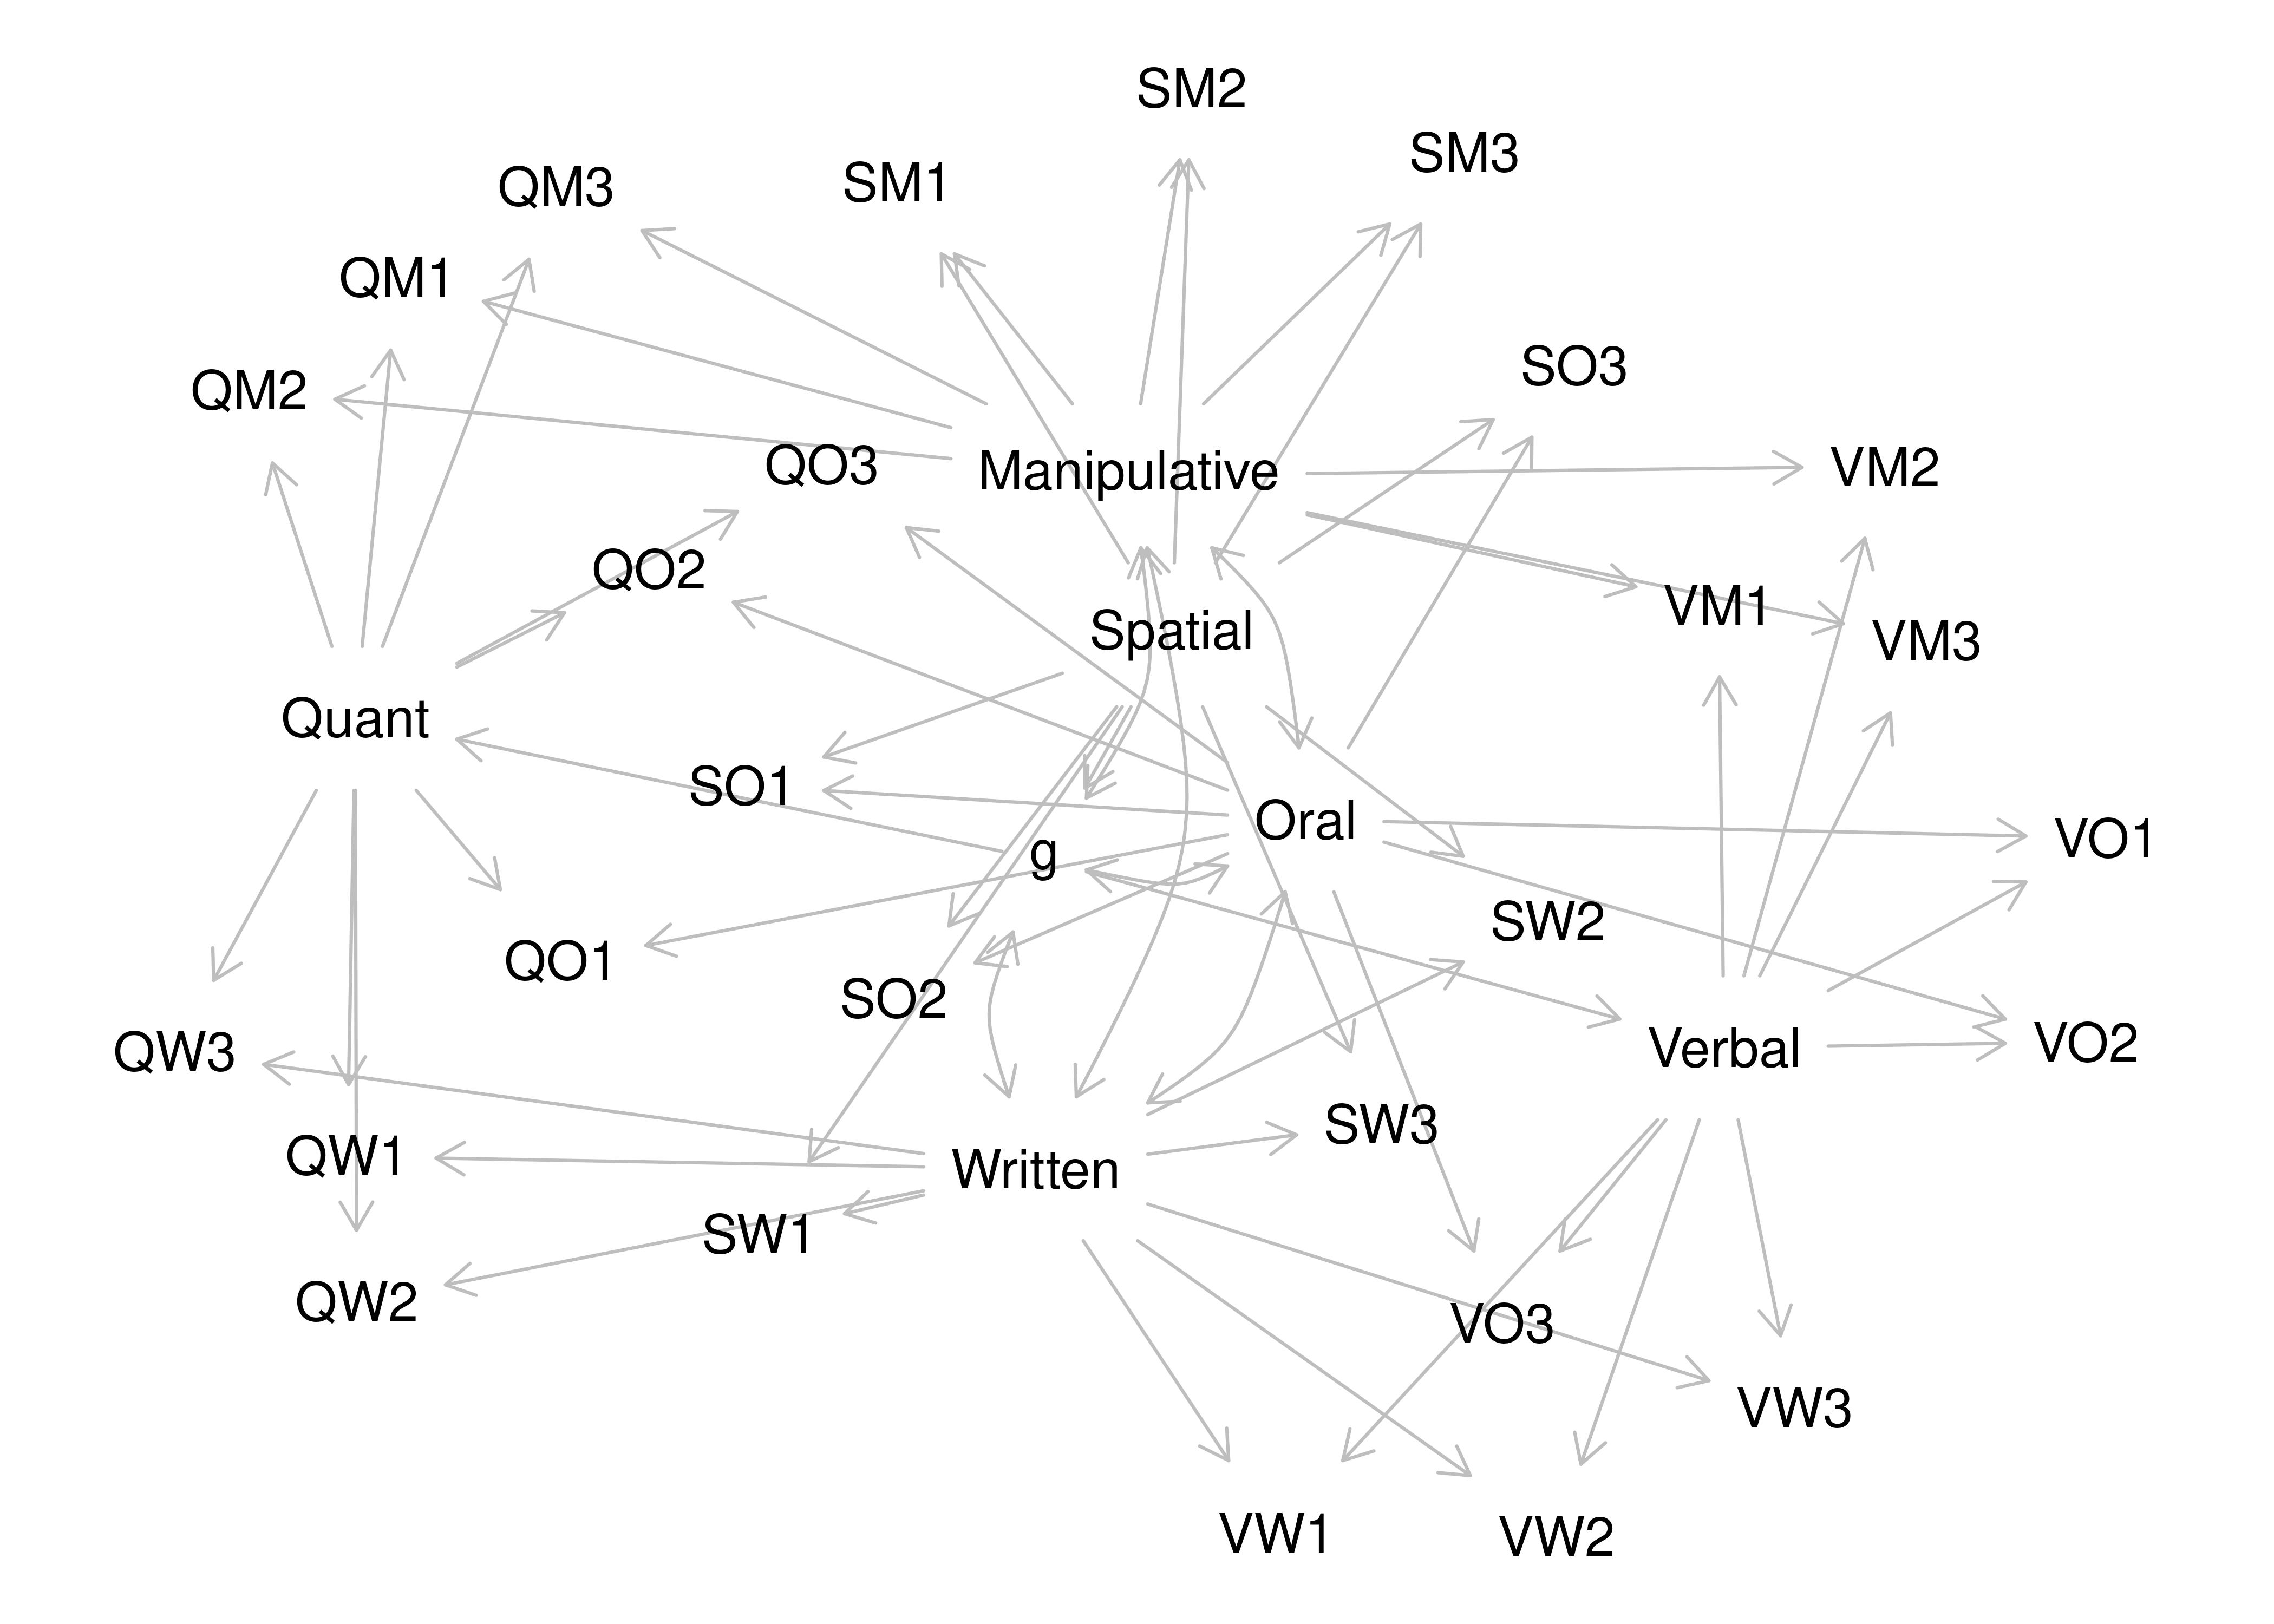 SM2
SM3
QM3
SM1
QM1
SO3
QM2
QO3
Manipulative
VM2
QO2
VM1
Spatial
VM3
Quant
SO1
Oral
VO1
g
SW2
QO1
SO2
QW3
Verbal
VO2
SW3
QW1
Written
SW1
QW2
VO3
VW3
VW1
VW2